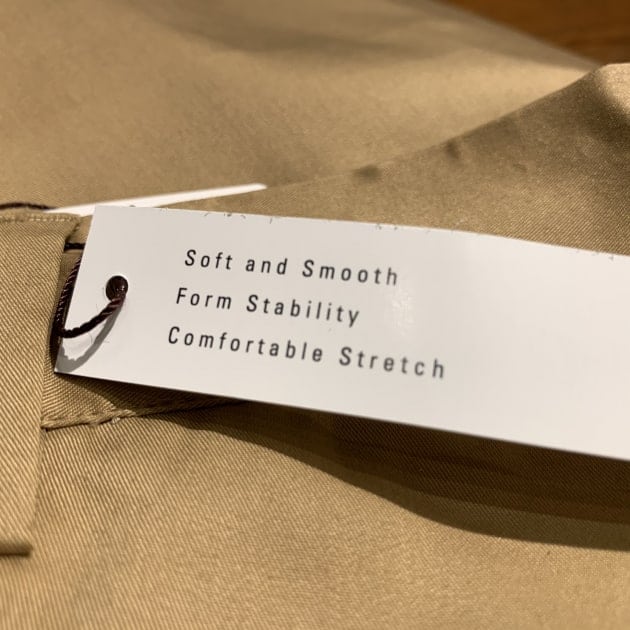 Soft and Smooth
Form Stability
Comfortable Stretch